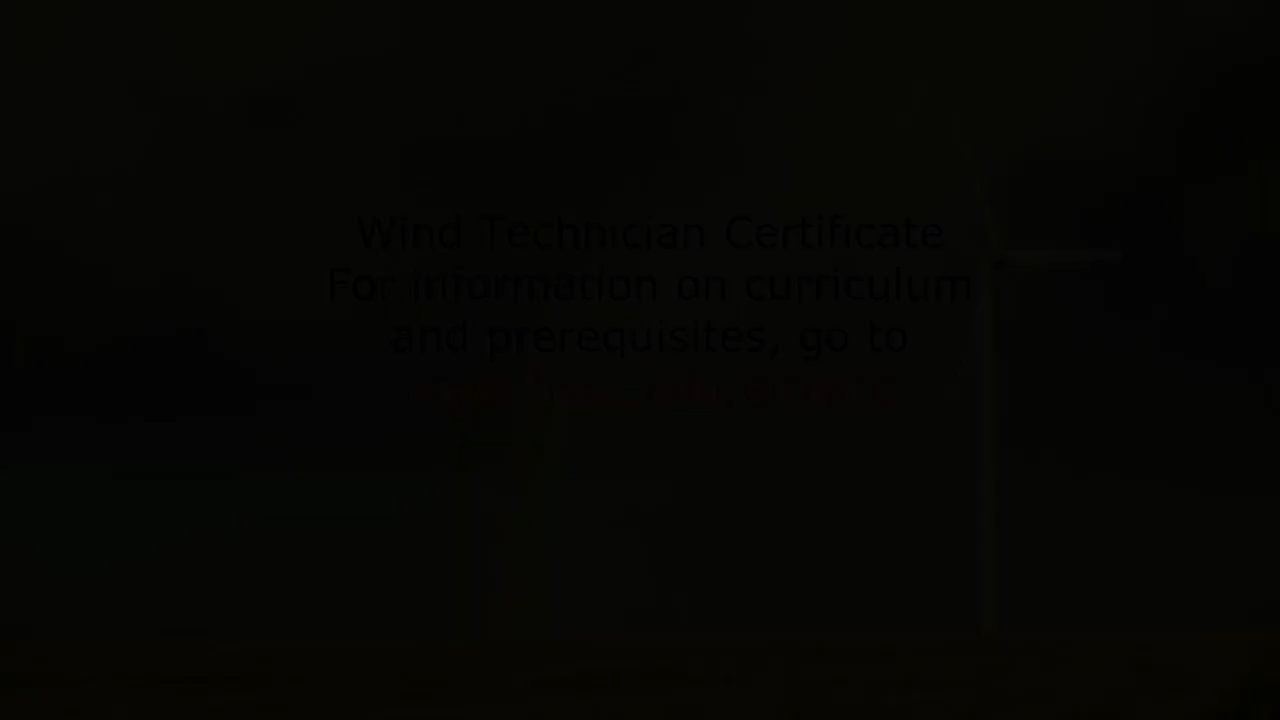 Wind Technician Certificate
For information on curriculum
and prerequisites, go to